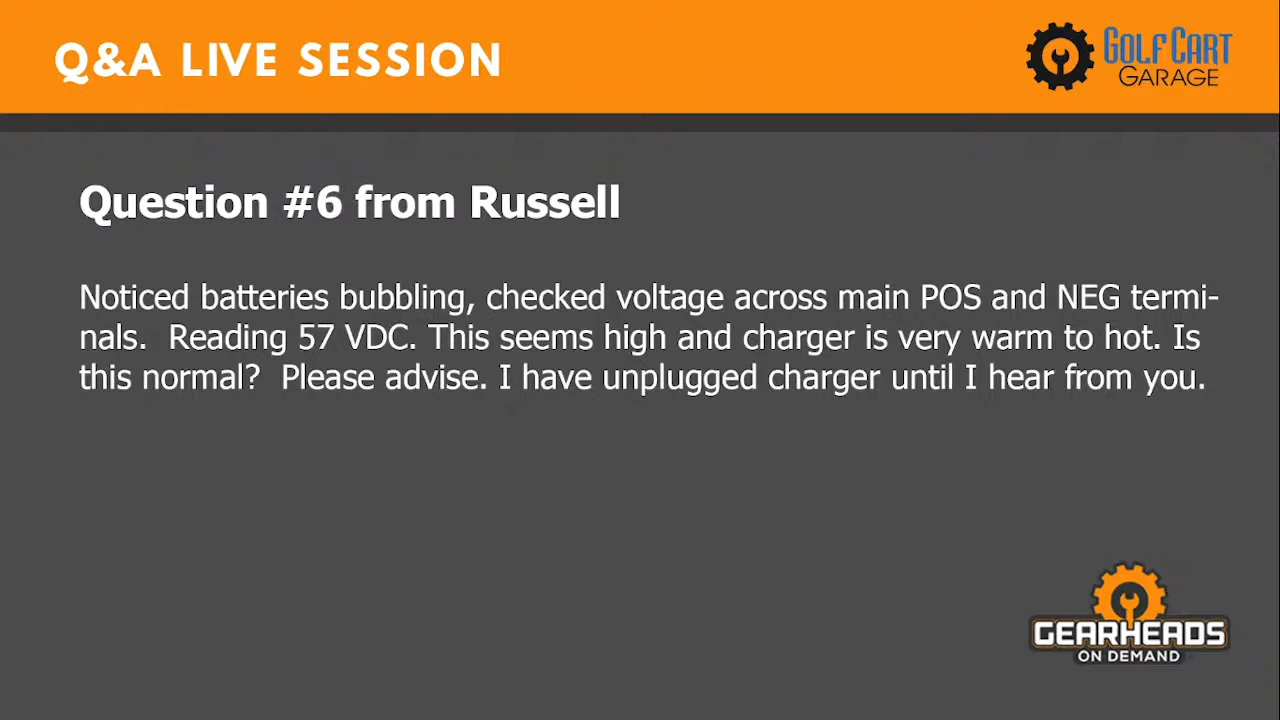 Q&A LIVE SESSION
GOLF CART
GARAGE
Question #6 from Russell
Noticed batteries bubbling, checked voltage across main POS and NEG termi-
nals.  Reading 57 VDC. This seems high and charger is very warm to hot. Is
this normal?  Please advise. I have unplugged charger until I hear from you.
GEARHEADS
ON DEMAND